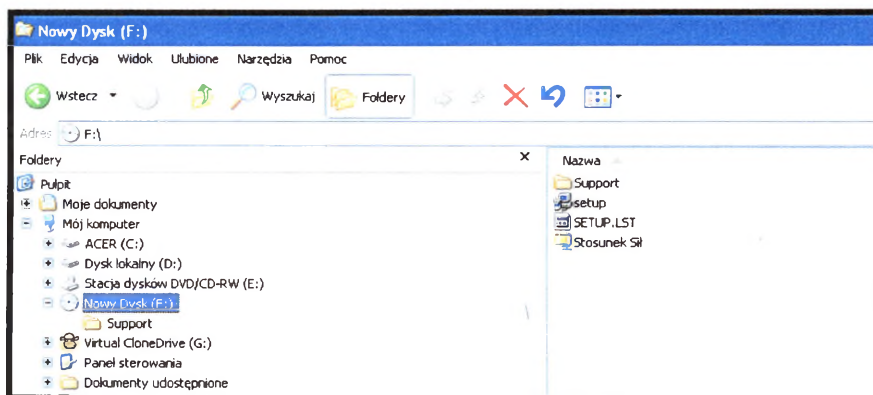 Nowy Dysk (F:)
Plik Edycja Widok Ulubione Narzędzia Pomoc
Wstecz Wyszukaj Foldery
Adres F:\
Foldery x
Pulpit
Moje dokumenty
Mój komputer
ACER (C:)
Dysk lokalny (D:)
Stacja dysków DVD/CD-RW (E:)
Nowy Dysk (F:)
Support
Virtual CloneDrive (G:)
Panel sterowania
Dokumenty udostępnione
Nazwa
Support
setup
SETUP.LST
Stosunek Sił